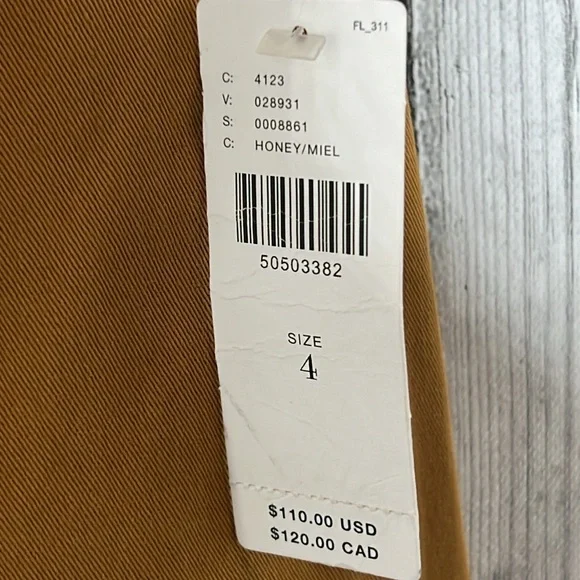 FL_311
C: 4123
V: 028931
S: 0008861
C: HONEY/MIEL
50503382
SIZE
4
$110.00 USD
$120.00 CAD